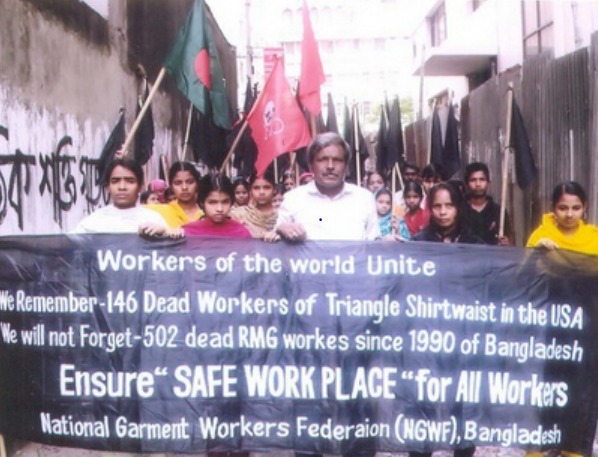 িক শক্তি গ
Workers of the world Unite
We Remember-146 Dead Workers of Triangle Shirtwaist in the USA
We will not Forget-502 dead RMG workes since 1990 of Bangladesh
Ensure“ SAFE WORK PLACE “for All Workers
National Garment Workers Federaion (NGWF), Bangladesh